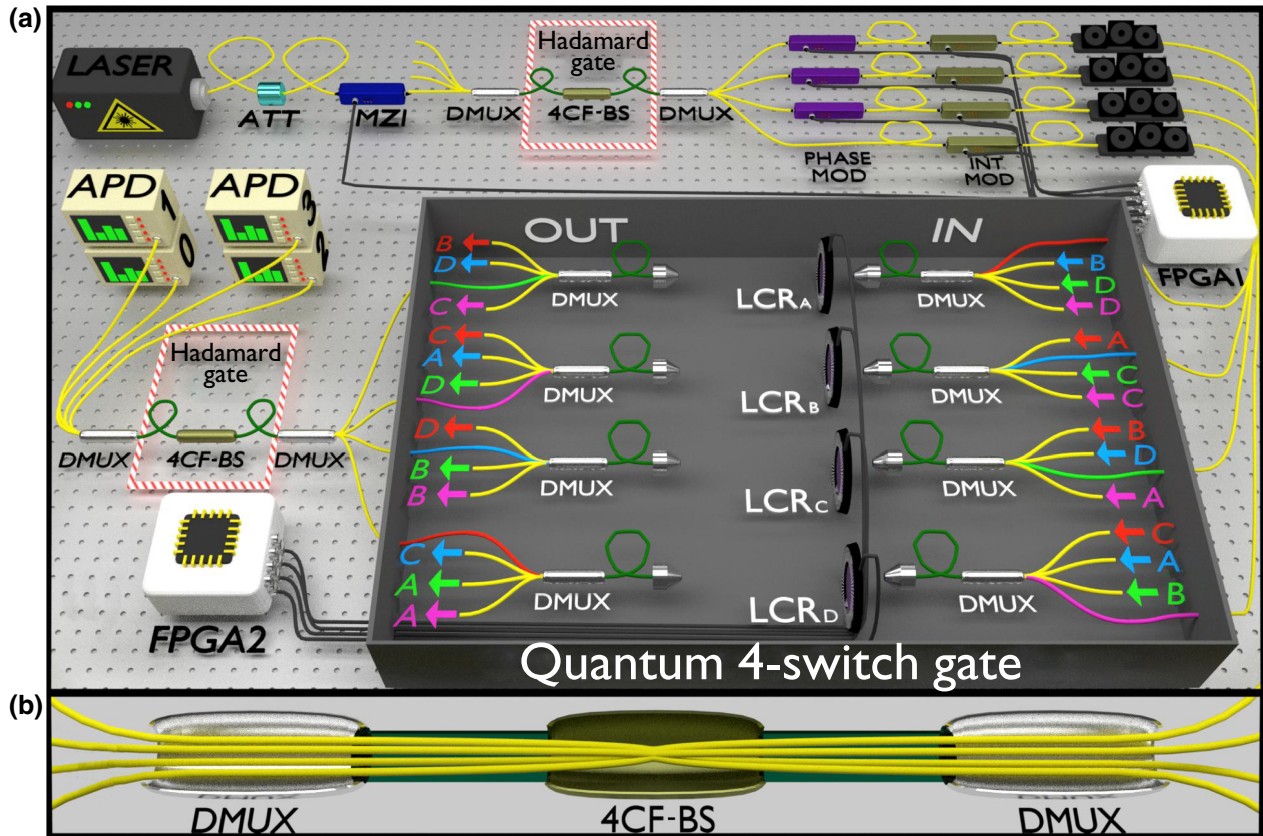 (a)
LASER
ATT
MZI
DMUX
Hadamard
gate
4CF-BS
DMUX
PHASE
MOD
INT
MOD
FPGA1
APD
1
0
APD
3
2
Hadamard
gate
DMUX
4CF-BS
DMUX
FPGA2
OUT
IN
B
D
C
DMUX
LCRA
DMUX
B
D
D
C
A
D
DMUX
LCRB
DMUX
A
C
C
D
B
B
DMUX
LCRC
DMUX
B
D
A
C
A
A
DMUX
LCRD
DMUX
C
A
B
Quantum 4-switch gate
(b)
DMUX
4CF-BS
DMUX